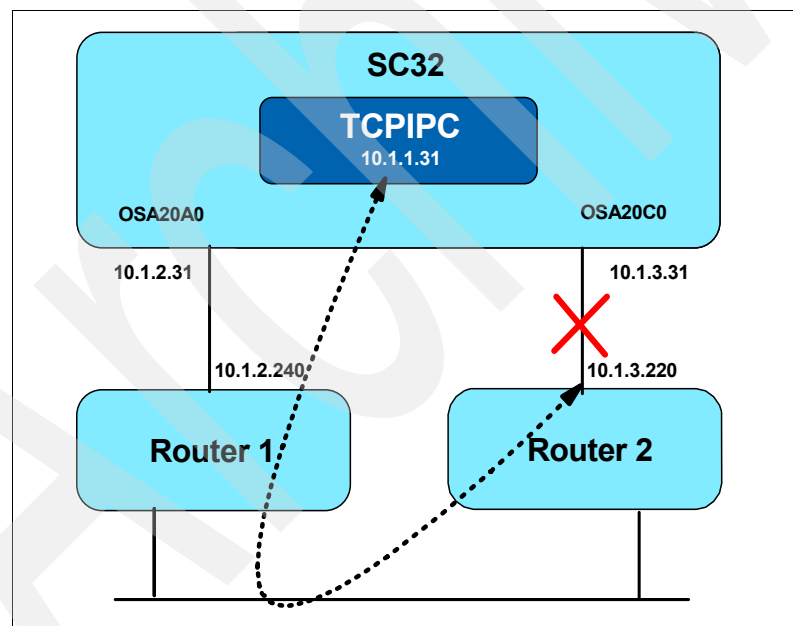 SC32
TCPIPC
10.1.1.31
OSA20A0
OSA20C0
10.1.2.31
10.1.3.31
10.1.2.240
10.1.3.220
Router 1
Router 2